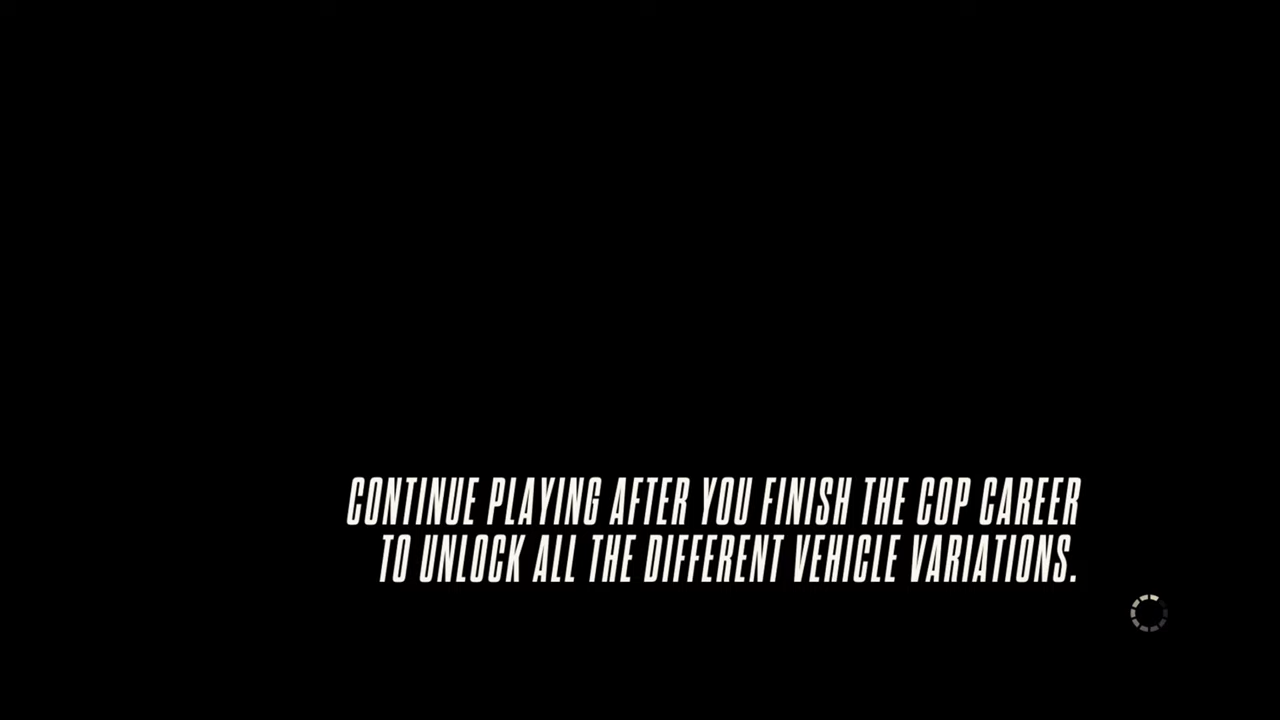 CONTINUE PLAYING AFTER YOU FINISH THE COP CAREER
TO UNLOCK ALL THE DIFFERENT VEHICLE VARIATIONS.